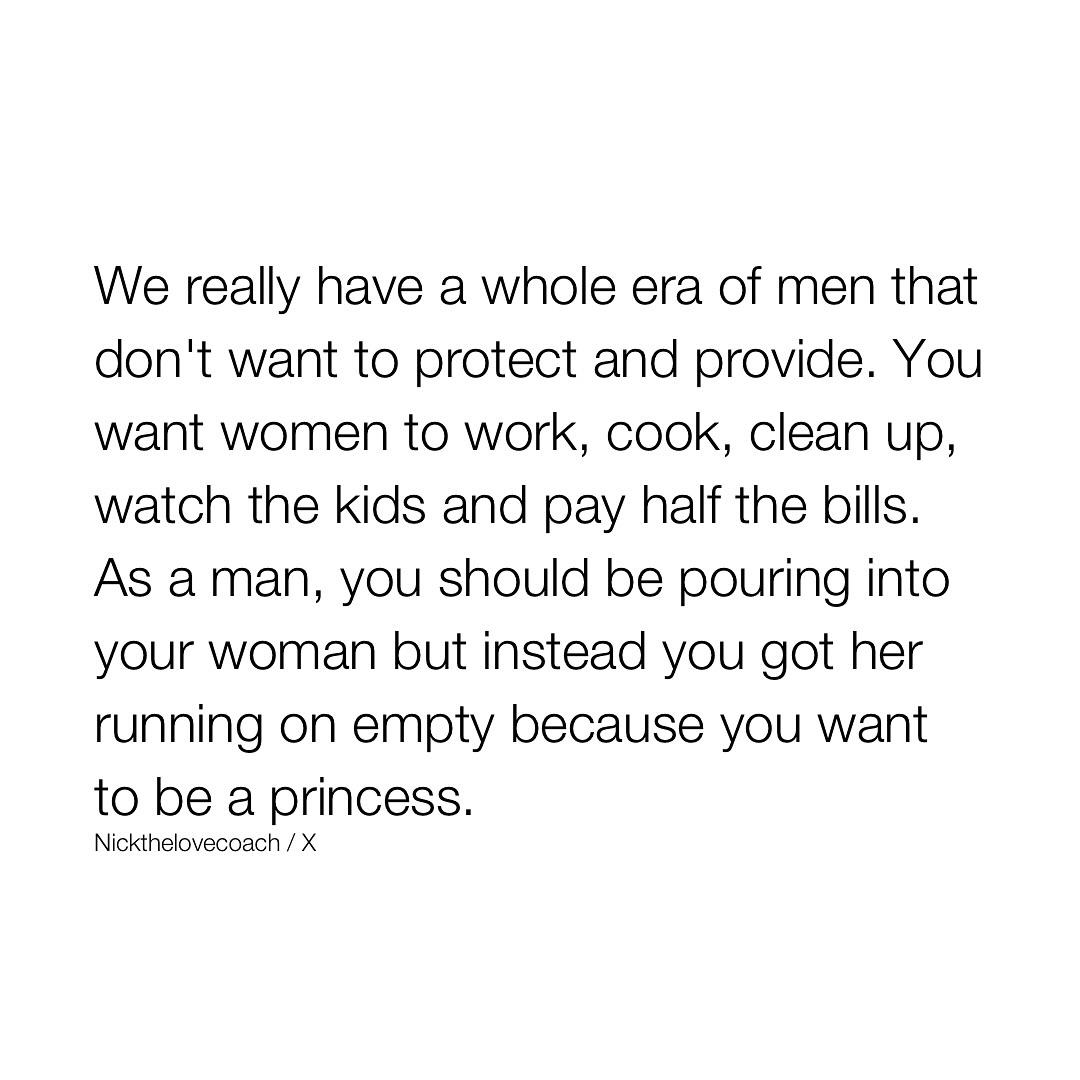 We really have a whole era of men that
don't want to protect and provide. You
want women to work, cook, clean up,
watch the kids and pay half the bills.
As a man, you should be pouring into
your woman but instead you got her
running on empty because you want
to be a princess.
Nickthelovecoach / X